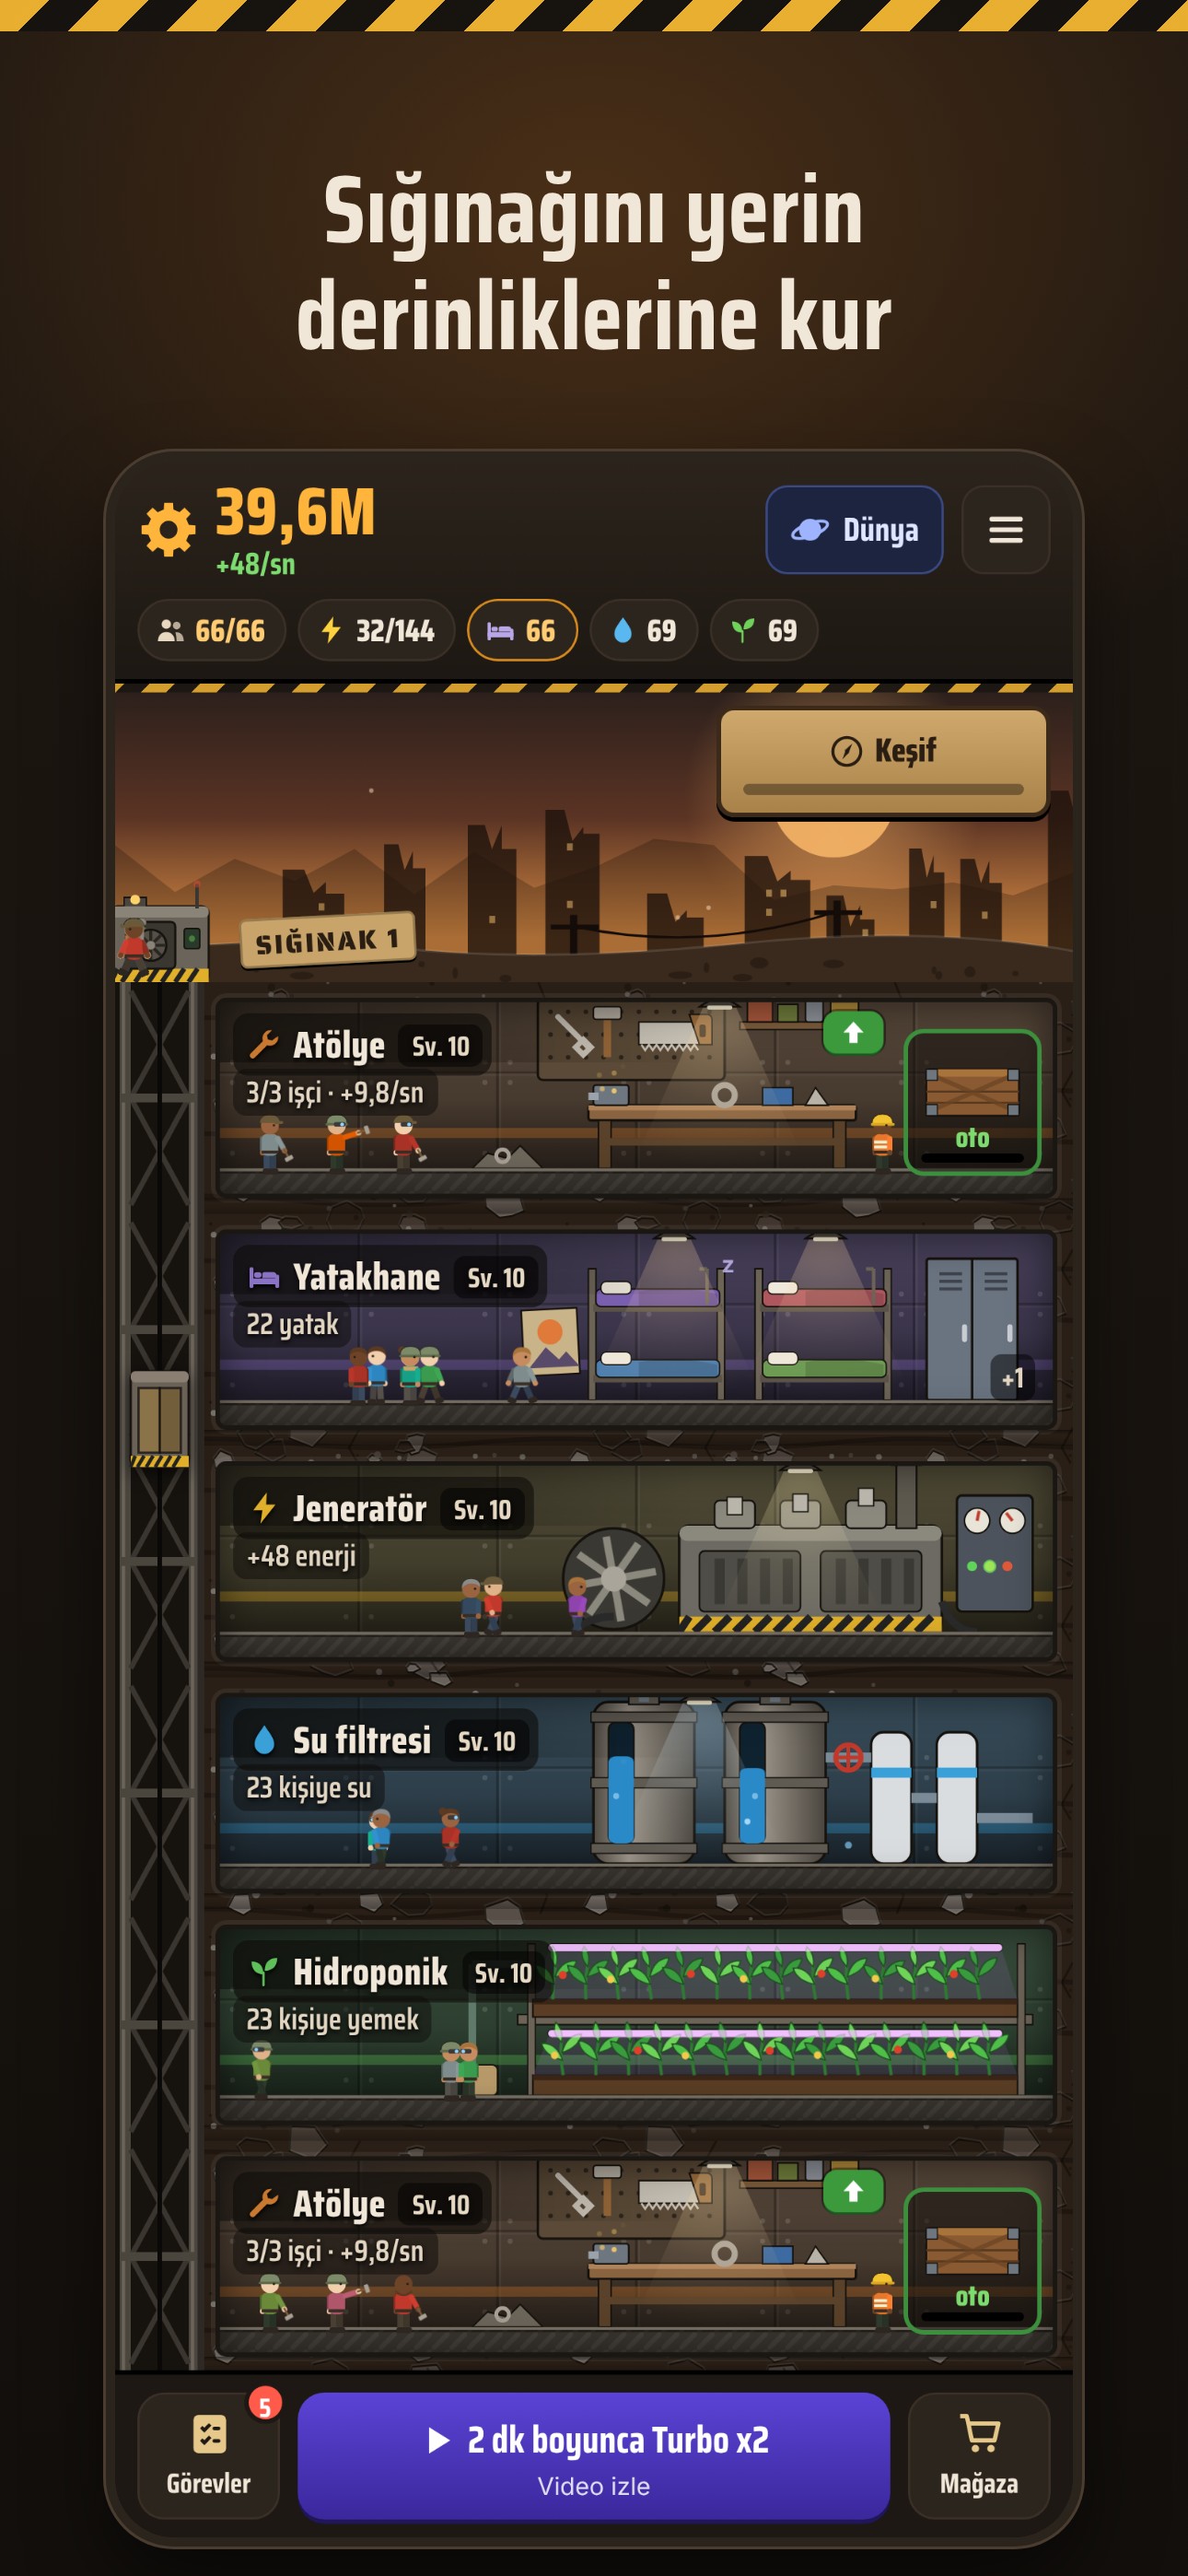 Sığınağını yerin
derinliklerine kur
39,6M
+48/sn
Dünya
66/66
32/144
66
69
69
Keşif
SIĞINAK 1
Atölye Sv. 10
3/3 işçi · +9,8/sn
oto
Yatakhane Sv. 10
22 yatak
z
+1
Jeneratör Sv. 10
+48 enerji
Su filtresi Sv. 10
23 kişiye su
Hidroponik Sv. 10
23 kişiye yemek
Atölye Sv. 10
3/3 işçi · +9,8/sn
oto
5
Görevler
2 dk boyunca Turbo x2
Video izle
Mağaza